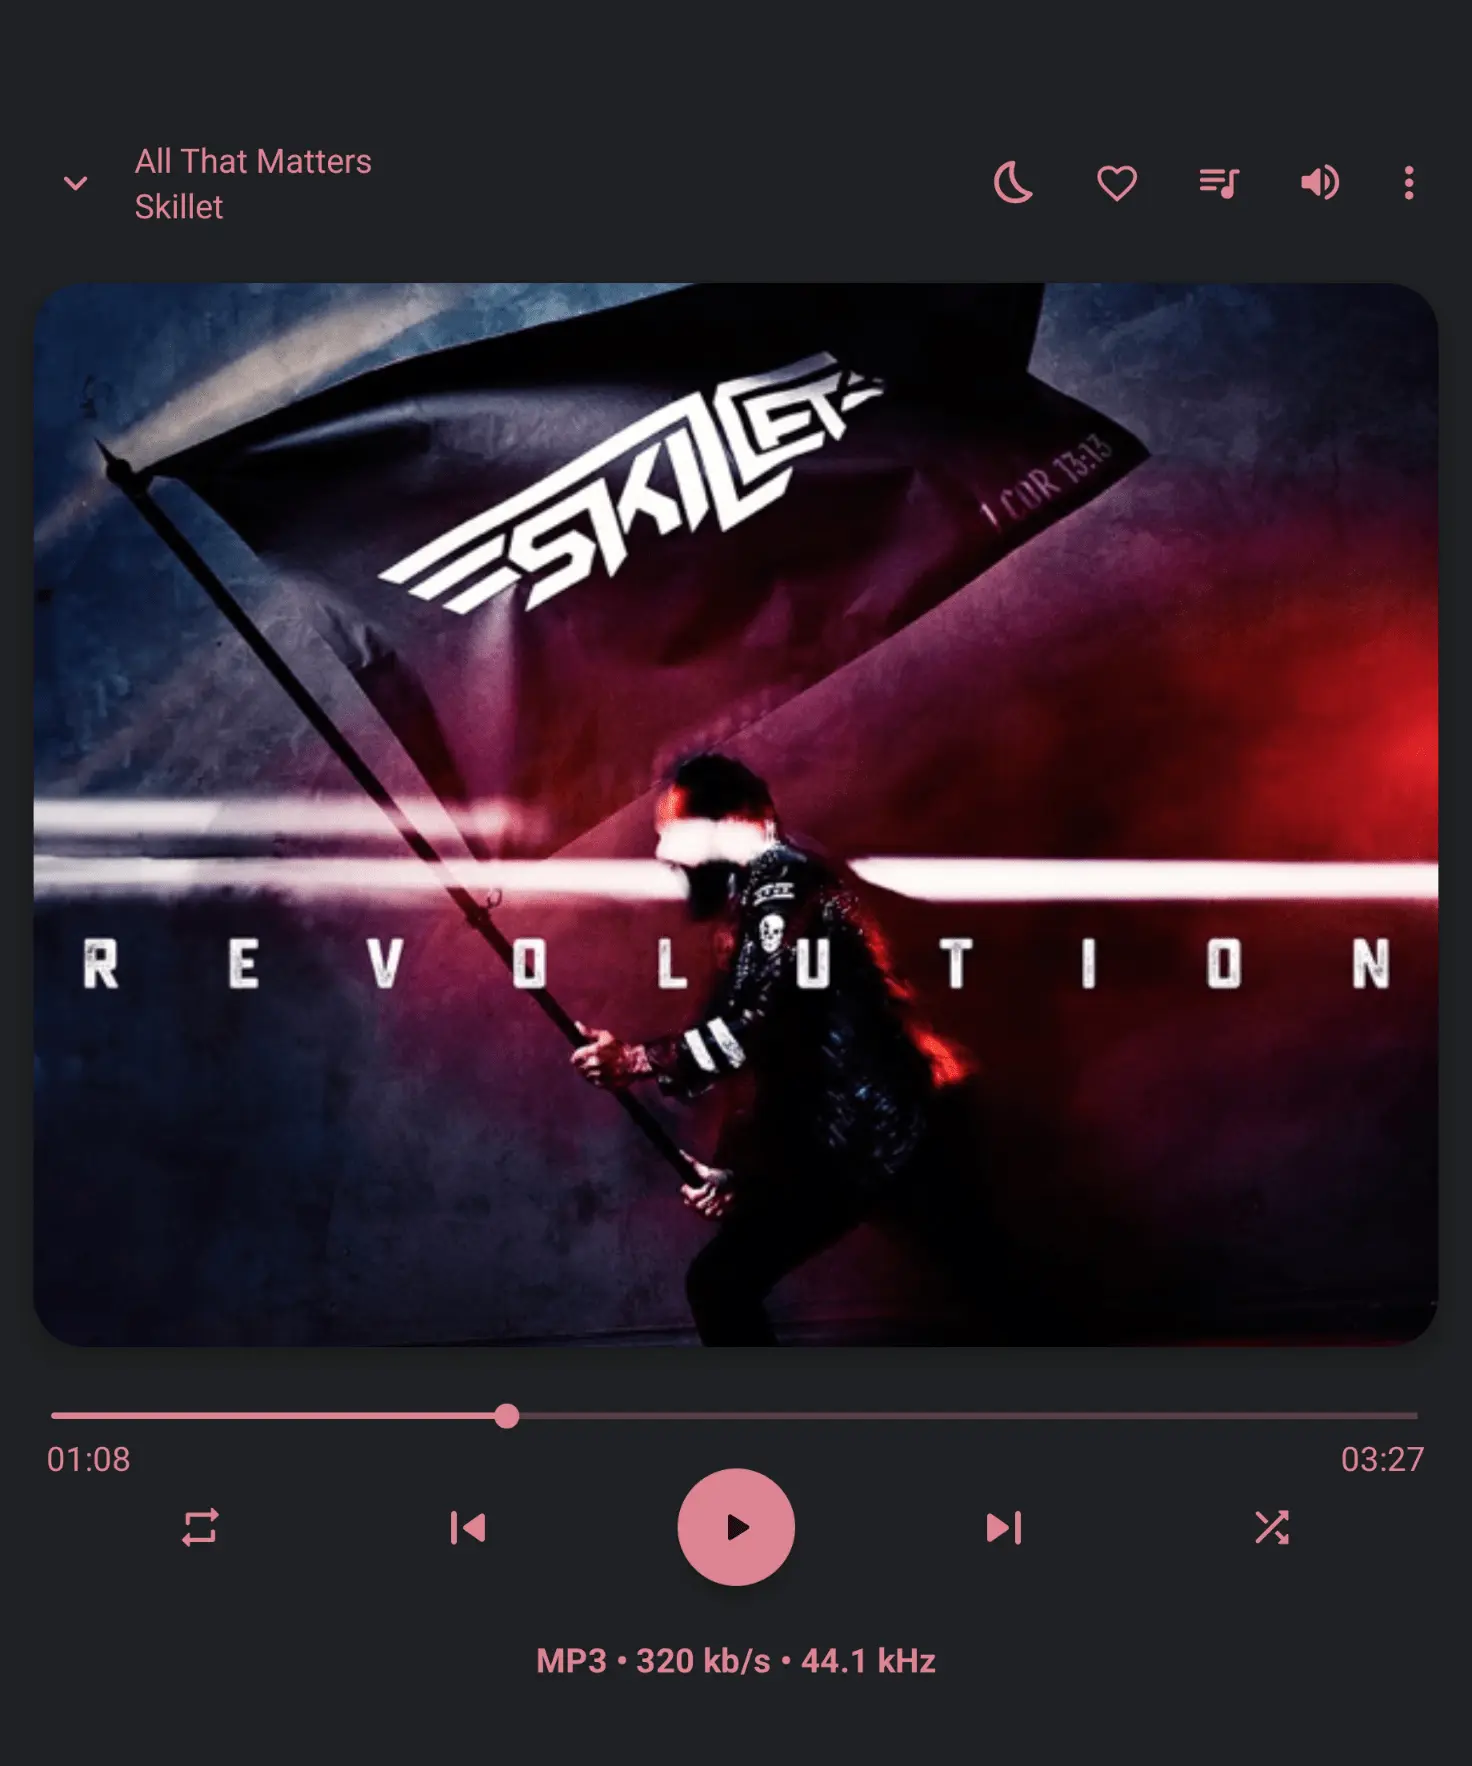 All That Matters
Skillet
SKILLET
1 COR 13:13
REVOLUTION
01:08
03:27
MP3 • 320 kb/s • 44.1 kHz